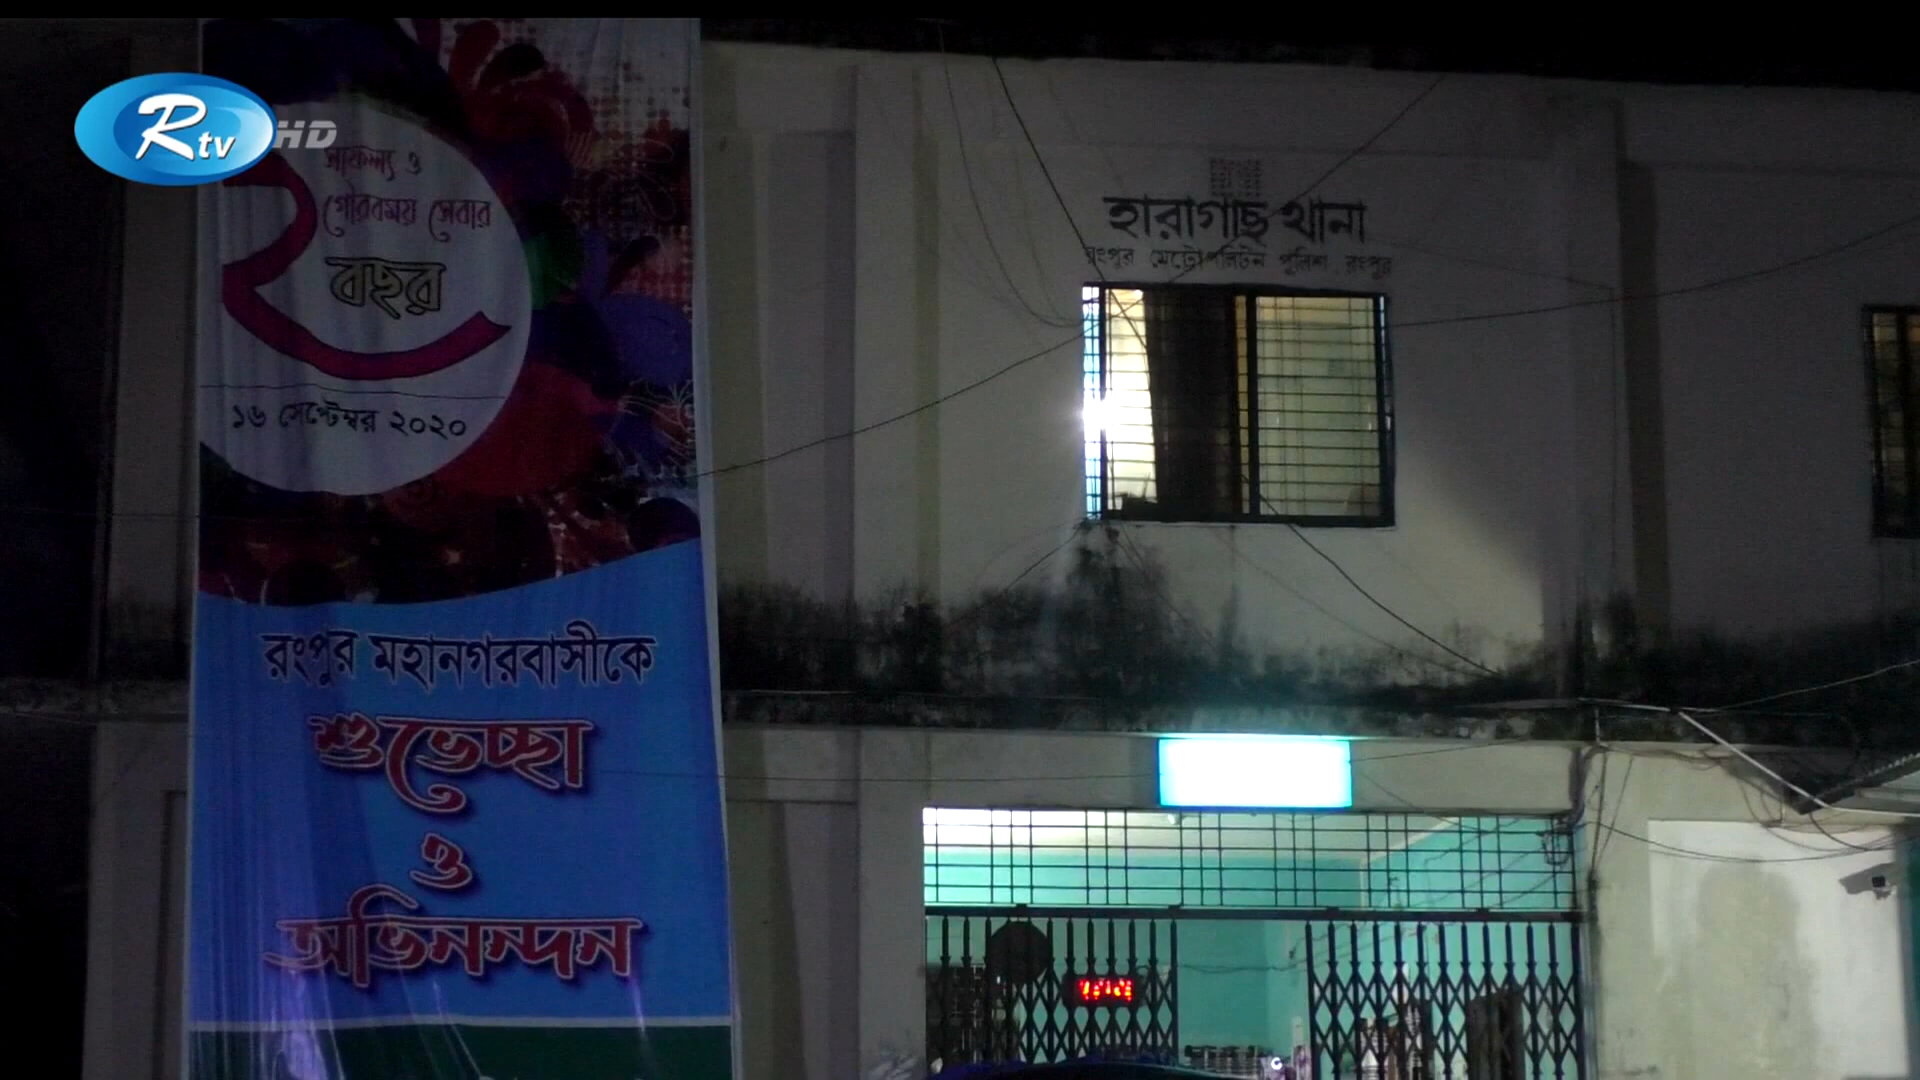 Rtv HD
সাফল্য ও
গৌরবময় সেবার
২ বছর
১৬ সেপ্টেম্বর ২০২০
রংপুর মহানগরবাসীকে
শুভেচ্ছা
ও
অভিনন্দন
হারাগাছ থানা
রংপুর মেট্রোপলিটন পুলিশ, রংপুর